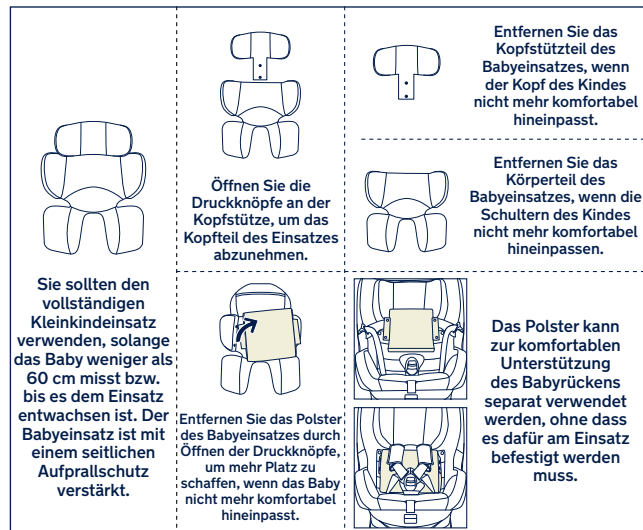 Sie sollten den
vollständigen
Kleinkindeinsatz
verwenden, solange
das Baby weniger als
60 cm misst bzw.
bis es dem Einsatz
entwachsen ist. Der
Babyeinsatz ist mit
einem seitlichen
Aufprallschutz
verstärkt.
Öffnen Sie die
Druckknöpfe an der
Kopfstütze, um das
Kopfteil des Einsatzes
abzunehmen.
Entfernen Sie das Polster
des Babyeinsatzes durch
Öffnen der Druckknöpfe,
um mehr Platz zu
schaffen, wenn das Baby
nicht mehr komfortabel
hineinpasst.
Entfernen Sie das
Kopfstützteil des
Babyeinsatzes, wenn
der Kopf des Kindes
nicht mehr komfortabel
hineinpasst.
Entfernen Sie das
Körperteil des
Babyeinsatzes, wenn die
Schultern des Kindes
nicht mehr komfortabel
hineinpassen.
Das Polster kann
zur komfortablen
Unterstützung
des Babyrückens
separat verwendet
werden, ohne dass
es dafür am Einsatz
befestigt werden
muss.